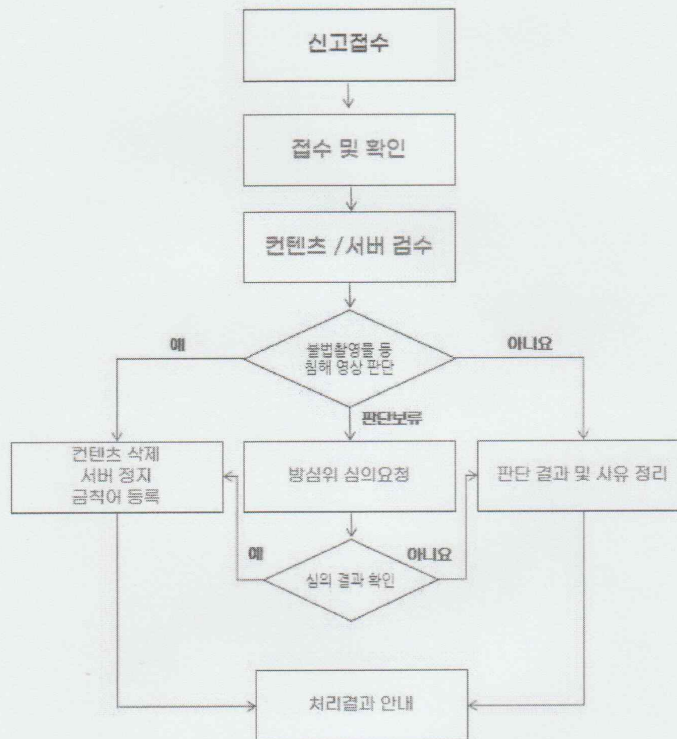 신고접수
접수 및 확인
컨텐츠 /서버 검수
불법촬영물 등
침해 영상 판단
예
아니요
판단보류
컨텐츠 삭제
서버 정지
금칙어 등록
방심위 심의요청
판단 결과 및 사유 정리
예
아니요
심의 결과 확인
처리결과 안내